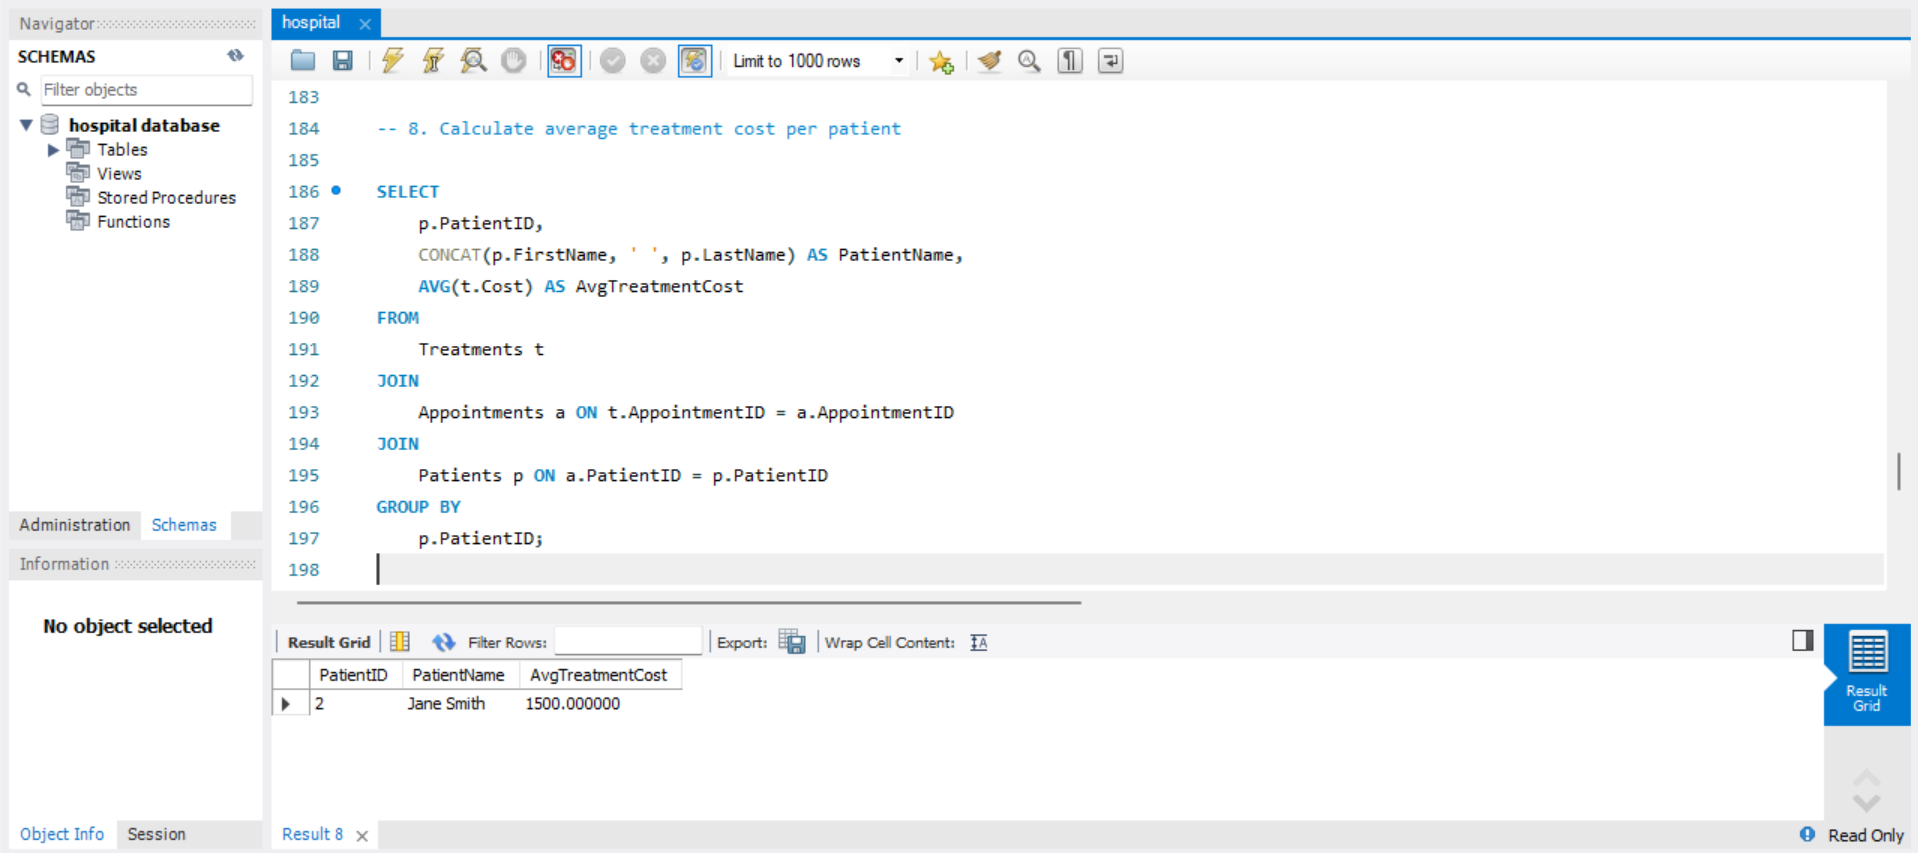 Navigator
SCHEMAS
Filter objects
hospital database
Tables
Views
Stored Procedures
Functions
Administration Schemas
Information
No object selected
Object Info Session
hospital
Limit to 1000 rows
183
184 -- 8. Calculate average treatment cost per patient
185
186 SELECT
187 p.PatientID,
188 CONCAT(p.FirstName, ' ', p.LastName) AS PatientName,
189 AVG(t.Cost) AS AvgTreatmentCost
190 FROM
191 Treatments t
192 JOIN
193 Appointments a ON t.AppointmentID = a.AppointmentID
194 JOIN
195 Patients p ON a.PatientID = p.PatientID
196 GROUP BY
197 p.PatientID;
198
Result Grid Filter Rows: Export: Wrap Cell Content:
PatientID PatientName AvgTreatmentCost
2 Jane Smith 1500.000000
Result
Grid
Result 8
Read Only